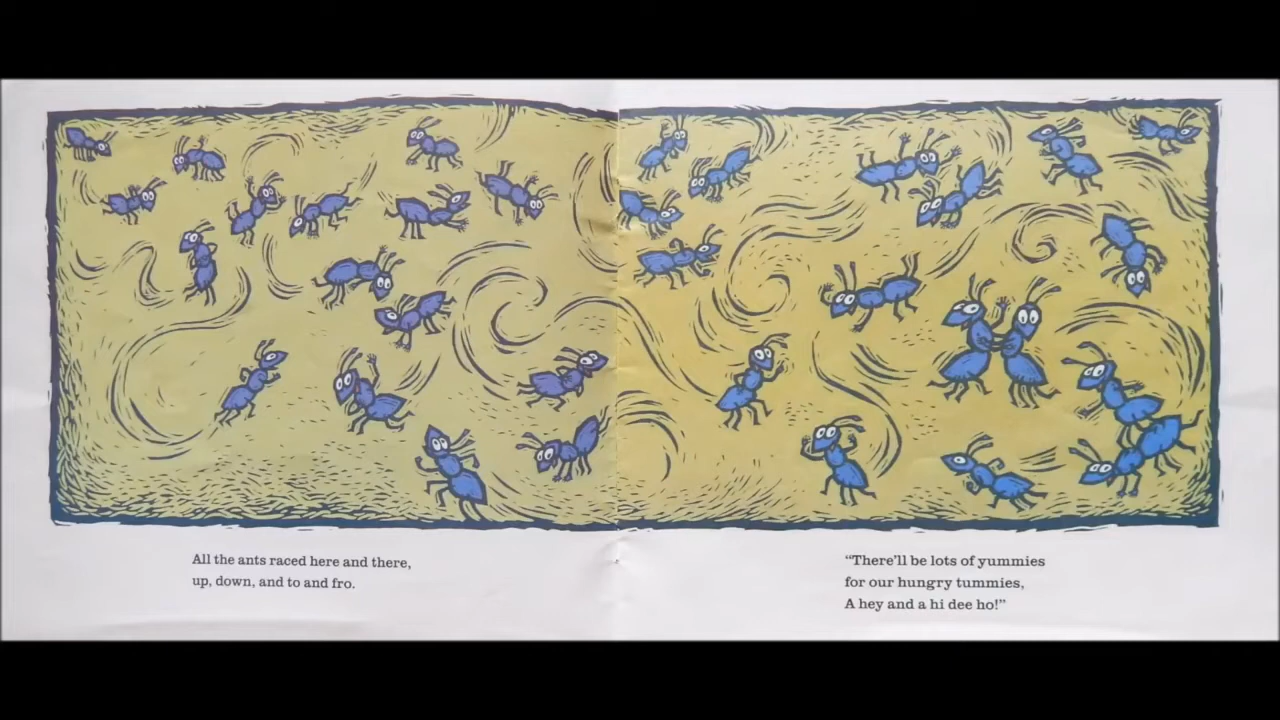 All the ants raced here and there,
up, down, and to and fro.
“There’ll be lots of yummies
for our hungry tummies,
A hey and a hi dee ho!”